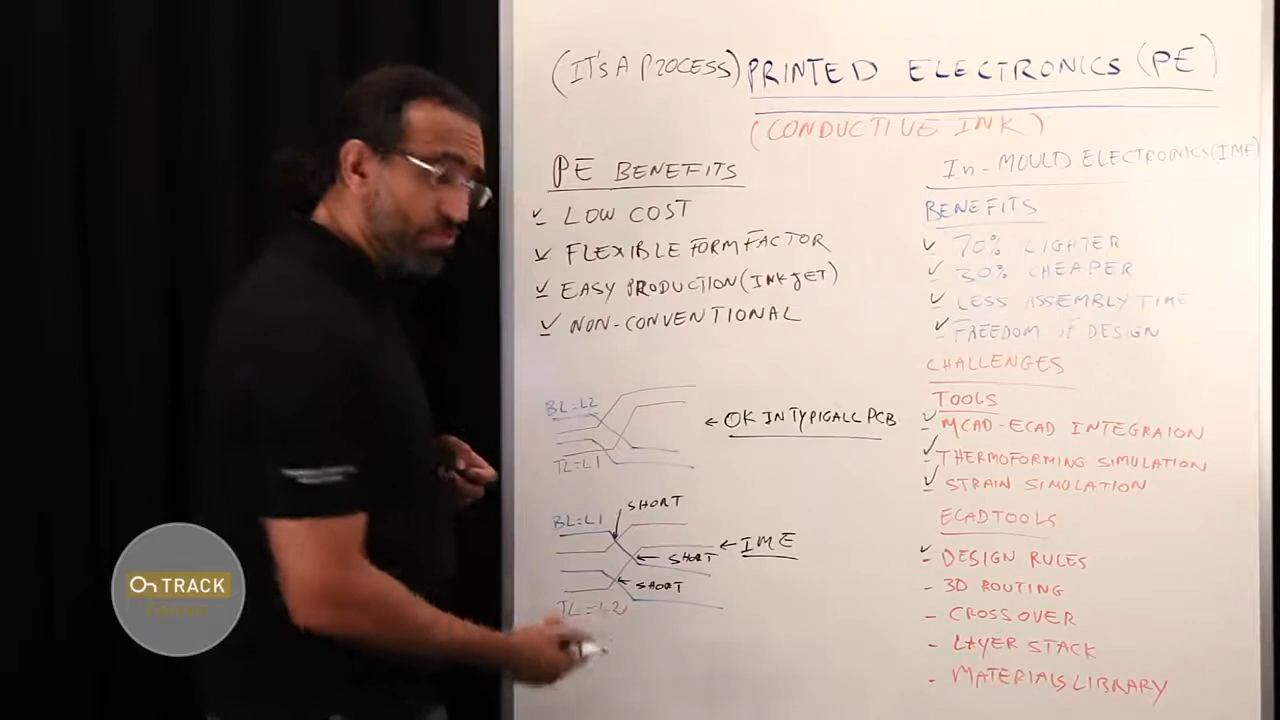 (IT'S A PROCESS) PRINTED ELECTRONICS (PE)
(CONDUCTIVE INK)
PE BENEFITS
✓ LOW COST
✓ FLEXIBLE FORM FACTOR
✓ EASY PRODUCTION (INKJET)
✓ NON-CONVENTIONAL
BL=L2
TL=L1
← OK IN TYPICALL PCB.
SHORT
BL=L1
← IME
← SHORT
← SHORT
TL=L2
In-MOULD ELECTRONICS (IME)
BENEFITS
✓ 70% LIGHTER
✓ 30% CHEAPER
✓ LESS ASSEMBLY TIME
✓ FREEDOM OF DESIGN
CHALLENGES
TOOLS
✓ MCAD-ECAD INTEGRAION
✓ THERMOFORMING SIMULATION
✓ STRAIN SIMULATION
ECAD TOOLS
✓ DESIGN RULES
- 3D ROUTING
- CROSSOVER
- LAYER STACK
- MATERIALS LIBRARY
On TRACK